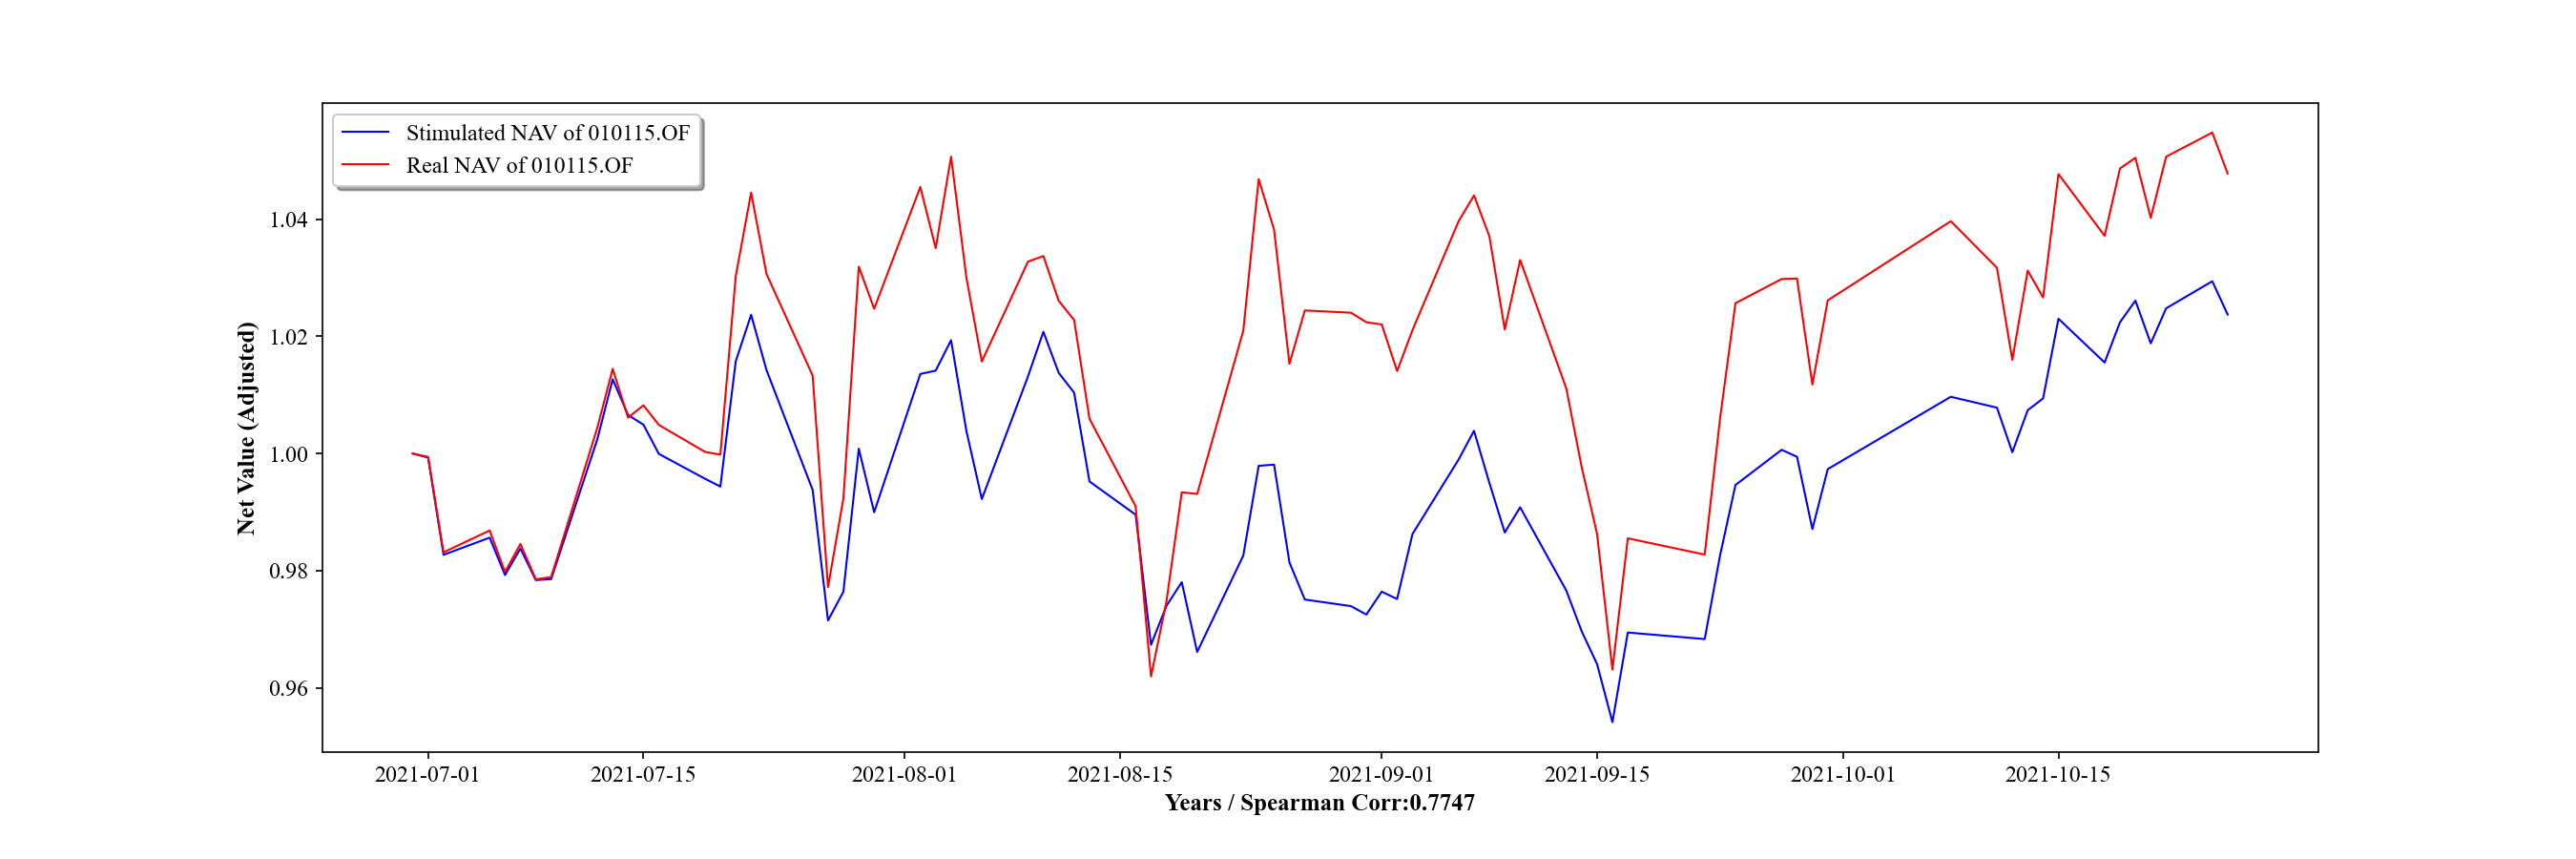 Stimulated NAV of 010115.OF
Real NAV of 010115.OF
Net Value (Adjusted)
1.04
1.02
1.00
0.98
0.96
2021-07-01 2021-07-15 2021-08-01 2021-08-15 2021-09-01 2021-09-15 2021-10-01 2021-10-15
Years / Spearman Corr:0.7747